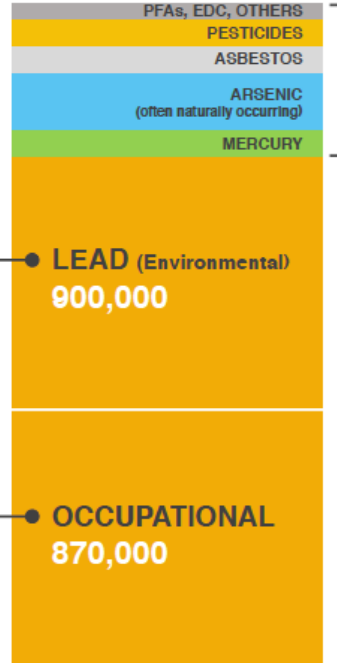 PFAs, EDC, OTHERS
PESTICIDES
ASBESTOS
ARSENIC
(often naturally occurring)
MERCURY
LEAD (Environmental)
900,000
OCCUPATIONAL
870,000